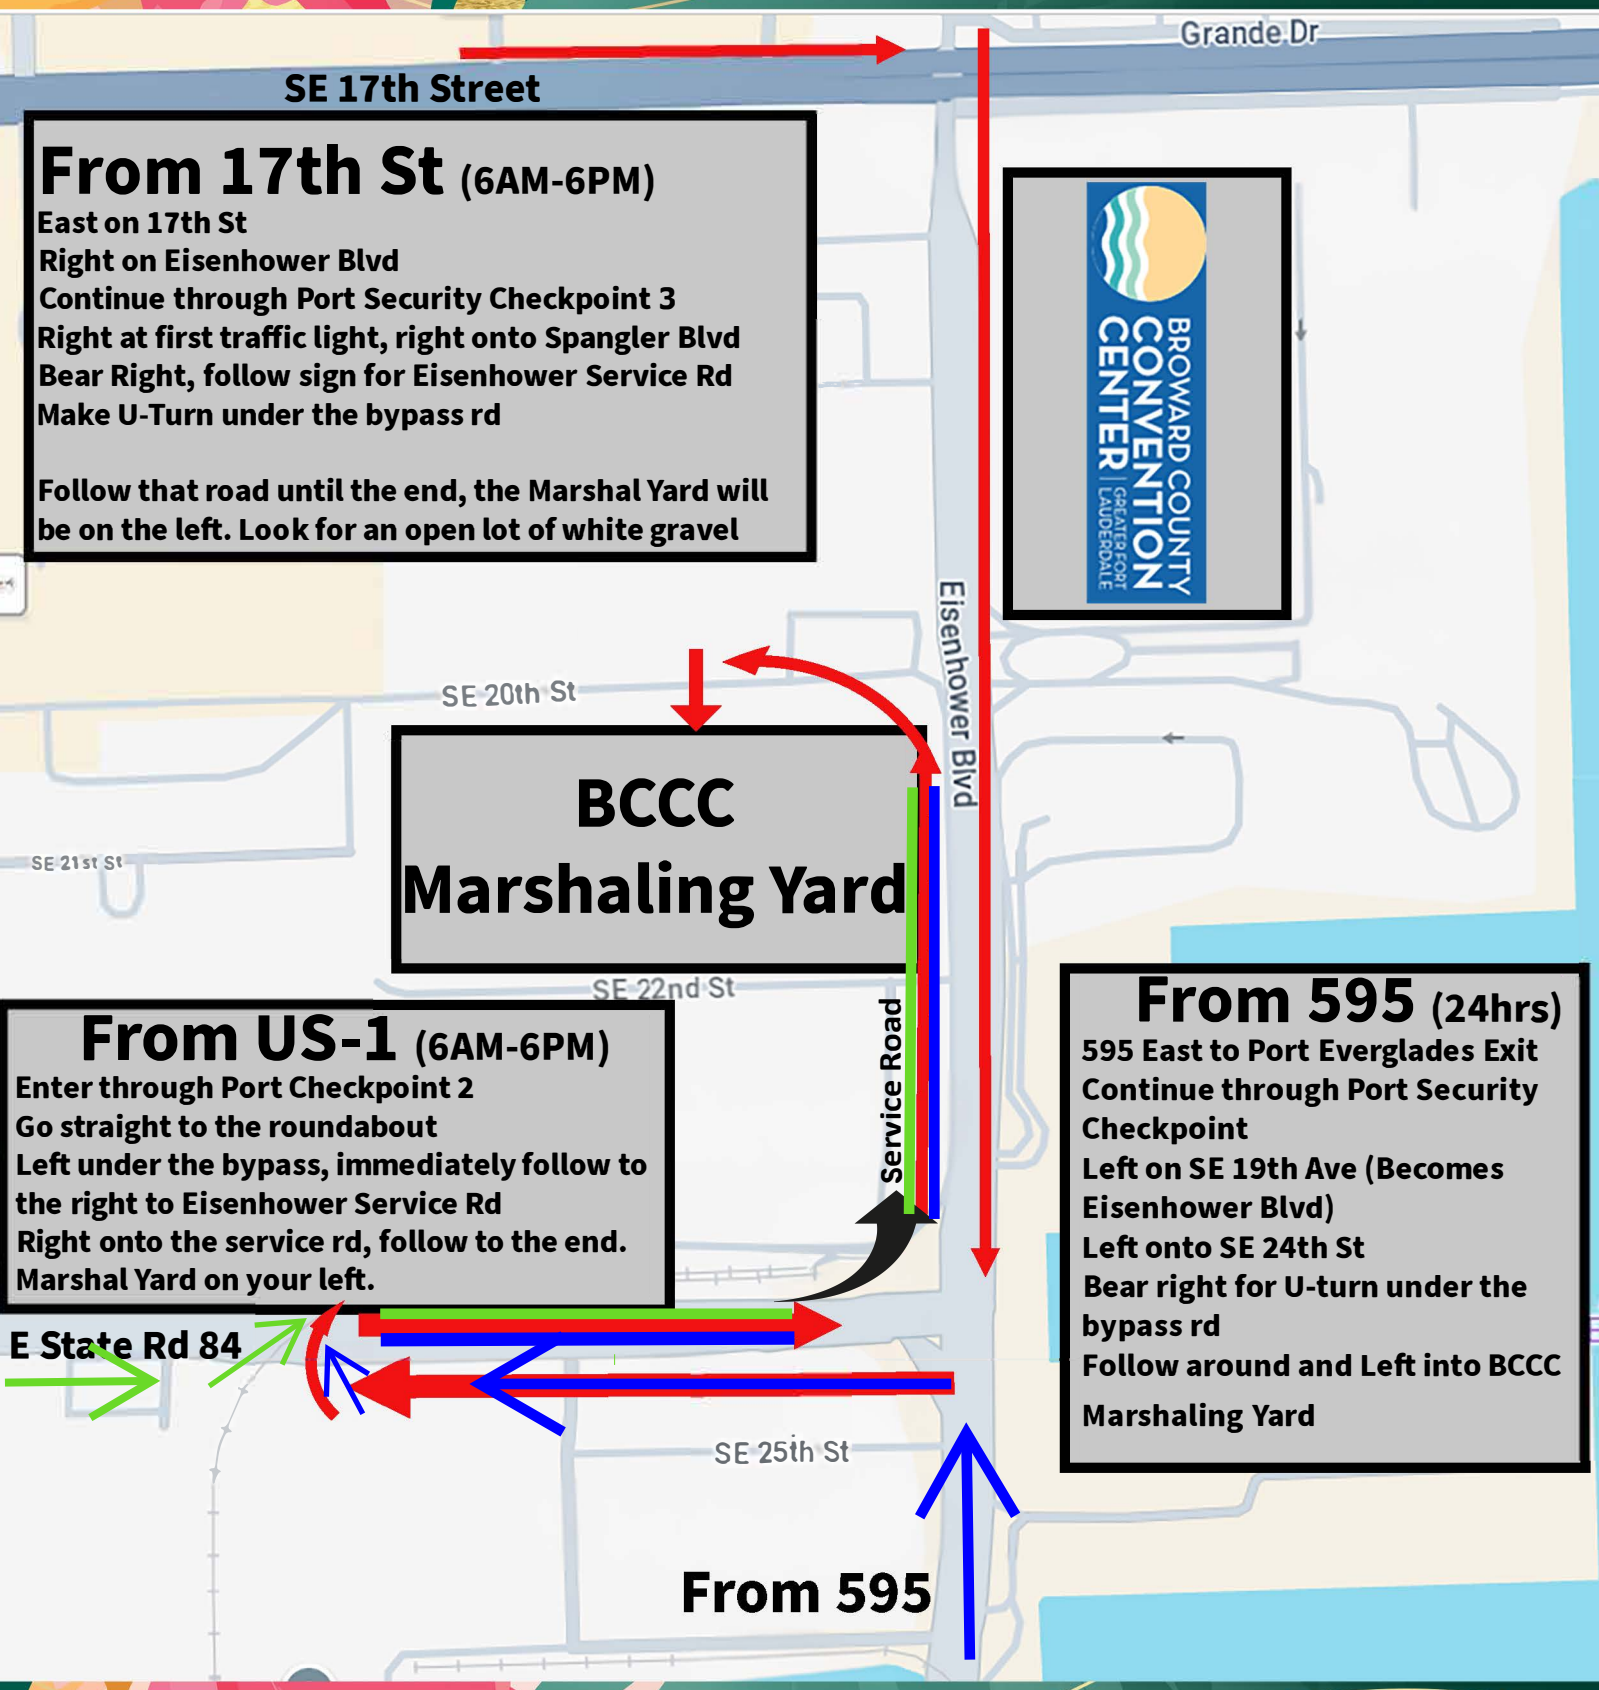 Grande Dr
SE 17th Street
From 17th St (6AM-6PM)
East on 17th St
Right on Eisenhower Blvd
Continue through Port Security Checkpoint 3
Right at first traffic light, right onto Spangler Blvd
Bear Right, follow sign for Eisenhower Service Rd
Make U-Turn under the bypass rd
Follow that road until the end, the Marshal Yard will
be on the left. Look for an open lot of white gravel
BROWARD COUNTY
CONVENTION
CENTER | GREATER FORT
LAUDERDALE
Eisenhower Blvd
SE 20th St
BCCC
Marshaling Yard
SE 21st St
SE 22nd St
Service Road
From US-1 (6AM-6PM)
Enter through Port Checkpoint 2
Go straight to the roundabout
Left under the bypass, immediately follow to
the right to Eisenhower Service Rd
Right onto the service rd, follow to the end.
Marshal Yard on your left.
From 595 (24hrs)
595 East to Port Everglades Exit
Continue through Port Security
Checkpoint
Left on SE 19th Ave (Becomes
Eisenhower Blvd)
Left onto SE 24th St
Bear right for U-turn under the
bypass rd
Follow around and Left into BCCC
Marshaling Yard
E State Rd 84
SE 25th St
From 595